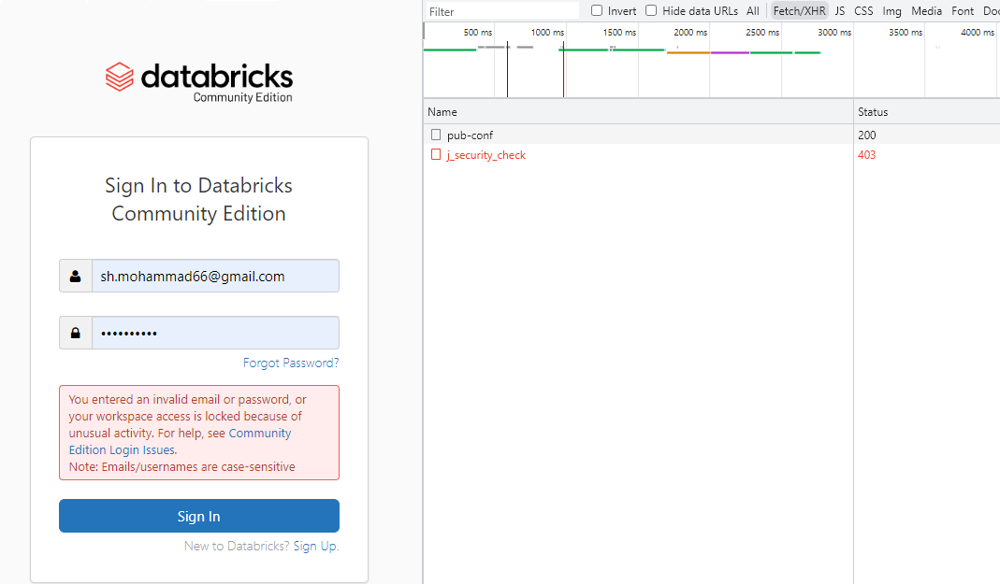 databricks
Community Edition
Sign In to Databricks
Community Edition
sh.mohammad66@gmail.com
••••••••••
Forgot Password?
You entered an invalid email or password, or
your workspace access is locked because of
unusual activity. For help, see Community
Edition Login Issues.
Note: Emails/usernames are case-sensitive
Sign In
New to Databricks? Sign Up.
Filter
Invert Hide data URLs All Fetch/XHR JS CSS Img Media Font Doc
500 ms 1000 ms 1500 ms 2000 ms 2500 ms 3000 ms 3500 ms 4000 ms
Name Status
pub-conf 200
j_security_check 403